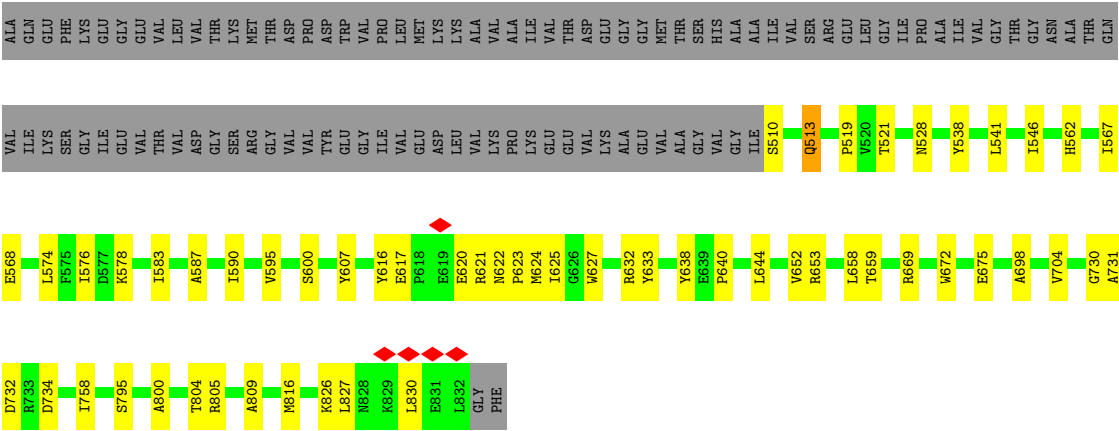 ALA GLN GLU PHE LYS GLU GLY GLU VAL LEU VAL THR LYS MET THR ASP PRO ASP TRP VAL PRO LEU MET LYS LYS ALA VAL ALA ILE VAL THR ASP GLU GLY GLY MET THR SER HIS ALA ALA ILE VAL SER ARG GLU LEU GLY ILE PRO ALA ILE VAL GLY THR GLY ASN ALA THR GLN
VAL ILE LYS SER GLY ILE GLU VAL THR VAL ASP GLY SER ARG GLY VAL VAL TYR GLU GLY ILE VAL GLU ASP LEU VAL LYS PRO LYS GLU GLU VAL LYS ALA GLU VAL ALA GLY VAL GLY ILE S510 Q513 P519 V520 T521 N528 Y538 L541 I546 H562 I567
E568 L574 F575 I576 D577 K578 I583 A587 I590 V595 S600 Y607 Y616 E617 P618 E619 E620 R621 N622 P623 M624 I625 G626 W627 R632 Y633 Y638 E639 P640 L644 V652 R653 L658 T659 R669 W672 E675 A698 V704 G730 A731
D732 R733 D734 I758 S795 A800 T804 R805 A809 M816 K826 L827 N828 K829 L830 E831 L832 GLY PHE